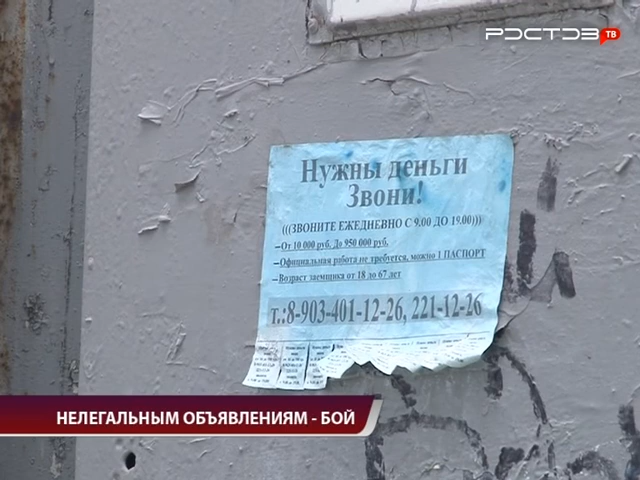 РОСТОВ ТВ
Нужны деньги
Звони!
(((ЗВОНИТЕ ЕЖЕДНЕВНО С 9.00 ДО 19.00)))
–От 10 000 руб. До 950 000 руб.
–Официальная работа не требуется, можно 1 ПАСПОРТ
–Возраст заемщика от 18 до 67 лет
т.:8-903-401-12-26, 221-12-26
НЕЛЕГАЛЬНЫМ ОБЪЯВЛЕНИЯМ - БОЙ